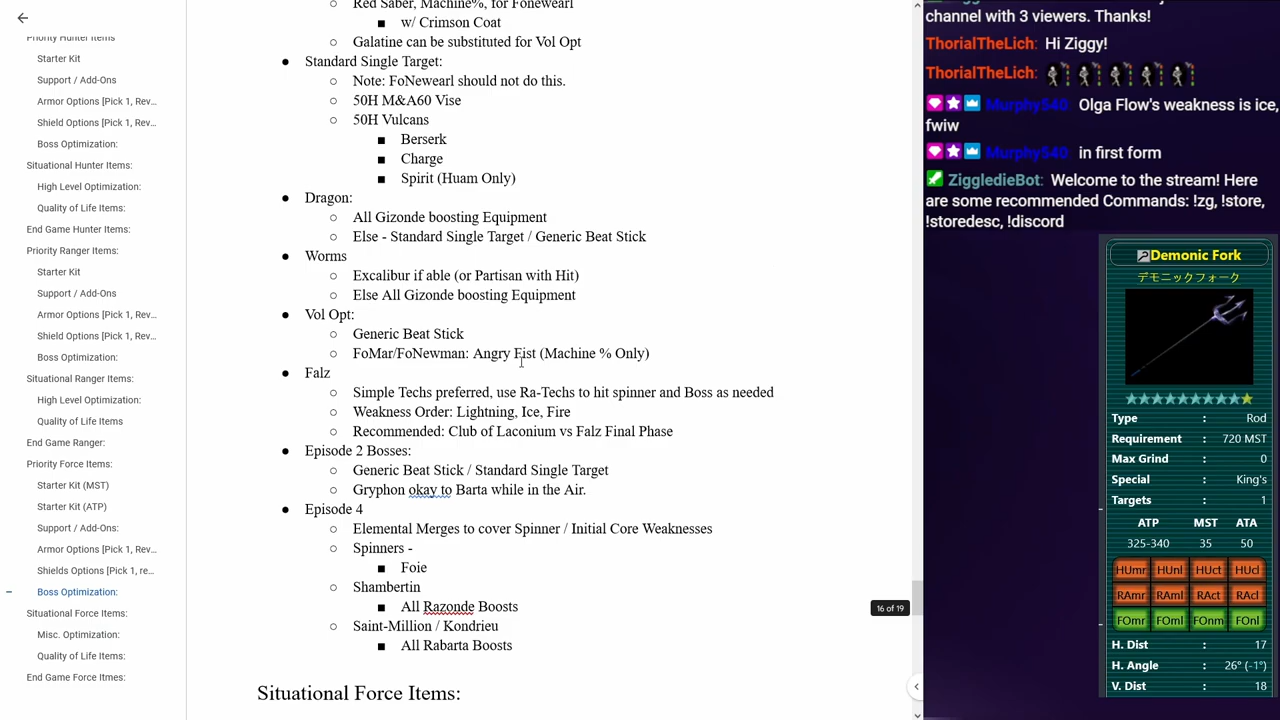 Priority Hunter Items
Starter Kit
Support / Add-Ons
Armor Options [Pick 1, Rev...
Shield Options [Pick 1, Rev...
Boss Optimization:
Situational Hunter Items:
High Level Optimization:
Quality of Life Items:
End Game Hunter Items:
Priority Ranger Items:
Starter Kit
Support / Add-Ons
Armor Options [Pick 1, Rev...
Shield Options [Pick 1, Rev...
Boss Optimization:
Situational Ranger Items:
High Level Optimization:
Quality of Life Items
End Game Ranger:
Priority Force Items:
Starter Kit (MST)
Starter Kit (ATP)
Support / Add-Ons:
Armor Options [Pick 1, Rev...
Shields Options [Pick 1, re...
Boss Optimization:
Situational Force Items:
Misc. Optimization:
Quality of Life Items:
End Game Force Itmes:
Red Saber, Machine%, for Fonewearl
w/ Crimson Coat
Galatine can be substituted for Vol Opt
Standard Single Target:
Note: FoNewearl should not do this.
50H M&A60 Vise
50H Vulcans
Berserk
Charge
Spirit (Huam Only)
Dragon:
All Gizonde boosting Equipment
Else - Standard Single Target / Generic Beat Stick
Worms
Excalibur if able (or Partisan with Hit)
Else All Gizonde boosting Equipment
Vol Opt:
Generic Beat Stick
FoMar/FoNewman: Angry Fist (Machine % Only)
Falz
Simple Techs preferred, use Ra-Techs to hit spinner and Boss as needed
Weakness Order: Lightning, Ice, Fire
Recommended: Club of Laconium vs Falz Final Phase
Episode 2 Bosses:
Generic Beat Stick / Standard Single Target
Gryphon okay to Barta while in the Air.
Episode 4
Elemental Merges to cover Spinner / Initial Core Weaknesses
Spinners -
Foie
Shambertin
All Razonde Boosts
Saint-Million / Kondrieu
All Rabarta Boosts
Situational Force Items:
16 of 19
channel with 3 viewers. Thanks!
ThorialTheLich: Hi Ziggy!
ThorialTheLich:
Murphy540: Olga Flow's weakness is ice,
fwiw
Murphy540: in first form
ZiggledieBot: Welcome to the stream! Here
are some recommended Commands: !zg, !store,
!storedesc, !discord
Demonic Fork
デモニックフォーク
Type : Rod
Requirement : 720 MST
Max Grind : 0
Special : King's
Targets : 1
ATP MST ATA
325-340 35 50
HUmr HUnl HUct HUcl
RAmr RAml RAct RAcl
FOmr FOml FOnm FOnl
H. Dist : 17
H. Angle : 26° (-1°)
V. Dist : 18